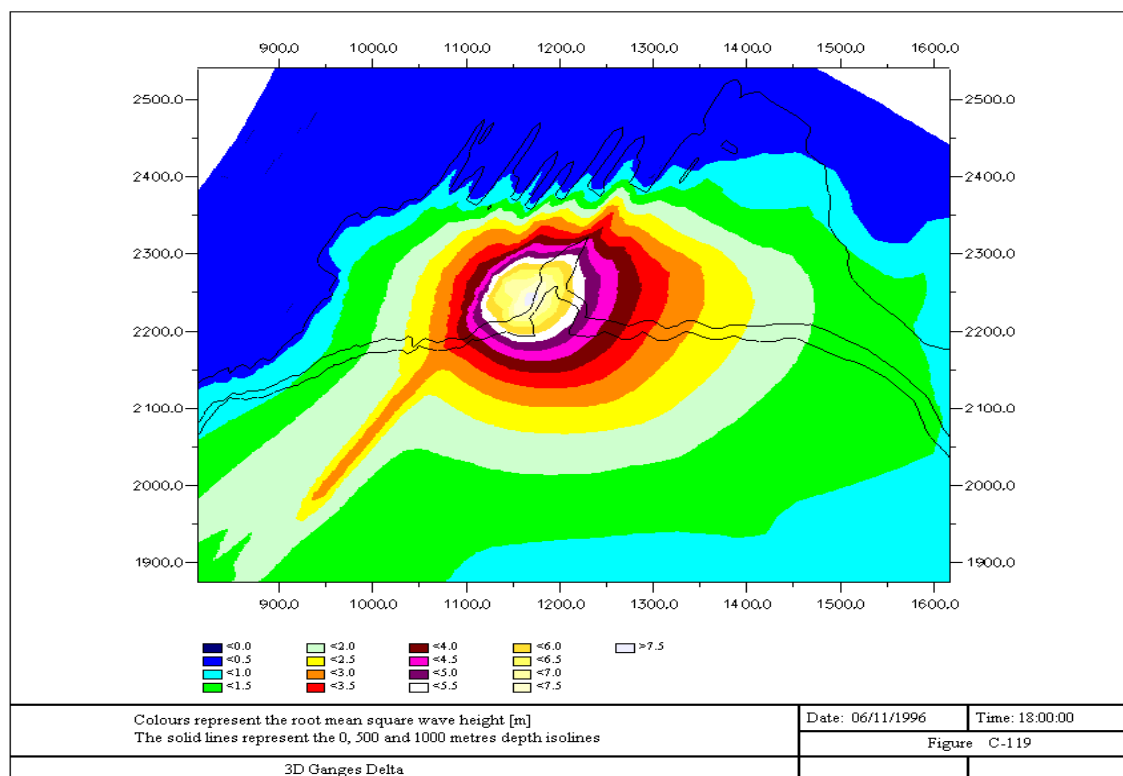 900.0 1000.0 1100.0 1200.0 1300.0 1400.0 1500.0 1600.0
2500.0 2500.0
2400.0 2400.0
2300.0 2300.0
2200.0 2200.0
2100.0 2100.0
2000.0 2000.0
1900.0 1900.0
900.0 1000.0 1100.0 1200.0 1300.0 1400.0 1500.0 1600.0
<0.0 <2.0 <4.0 <6.0 >7.5
<0.5 <2.5 <4.5 <6.5
<1.0 <3.0 <5.0 <7.0
<1.5 <3.5 <5.5 <7.5
Colours represent the root mean square wave height [m]
The solid lines represent the 0, 500 and 1000 metres depth isolines
Date: 06/11/1996 Time: 18:00:00
Figure C-119
3D Ganges Delta